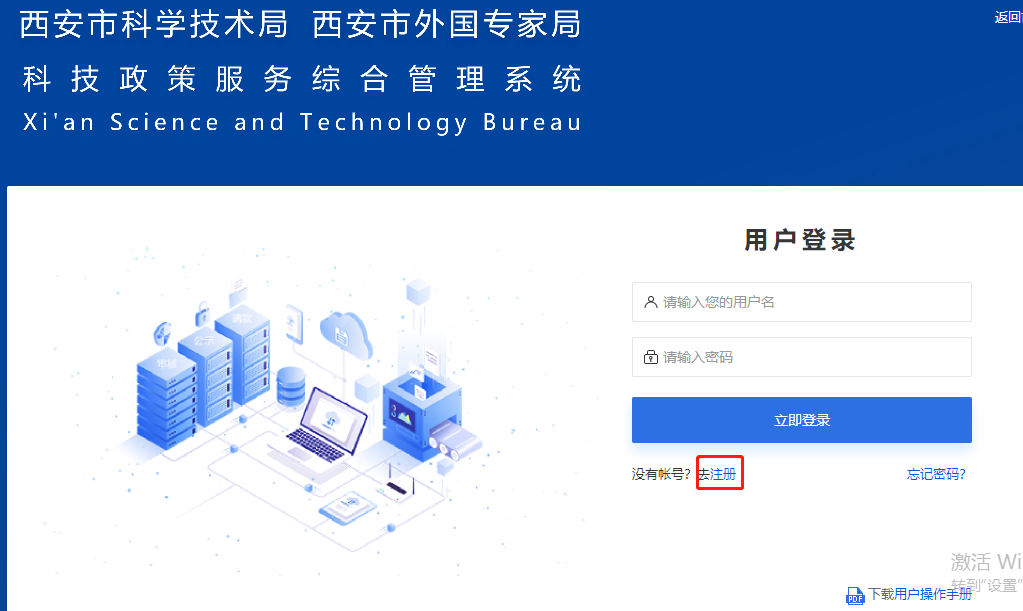 西安市科学技术局 西安市外国专家局
返回
科技政策服务综合管理系统
Xi'an Science and Technology Bureau
用户登录
请输入您的用户名
请输入密码
立即登录
没有帐号? 去注册
忘记密码?
公示
激活 Wi
转到"设置"
PDF 下载用户操作手册